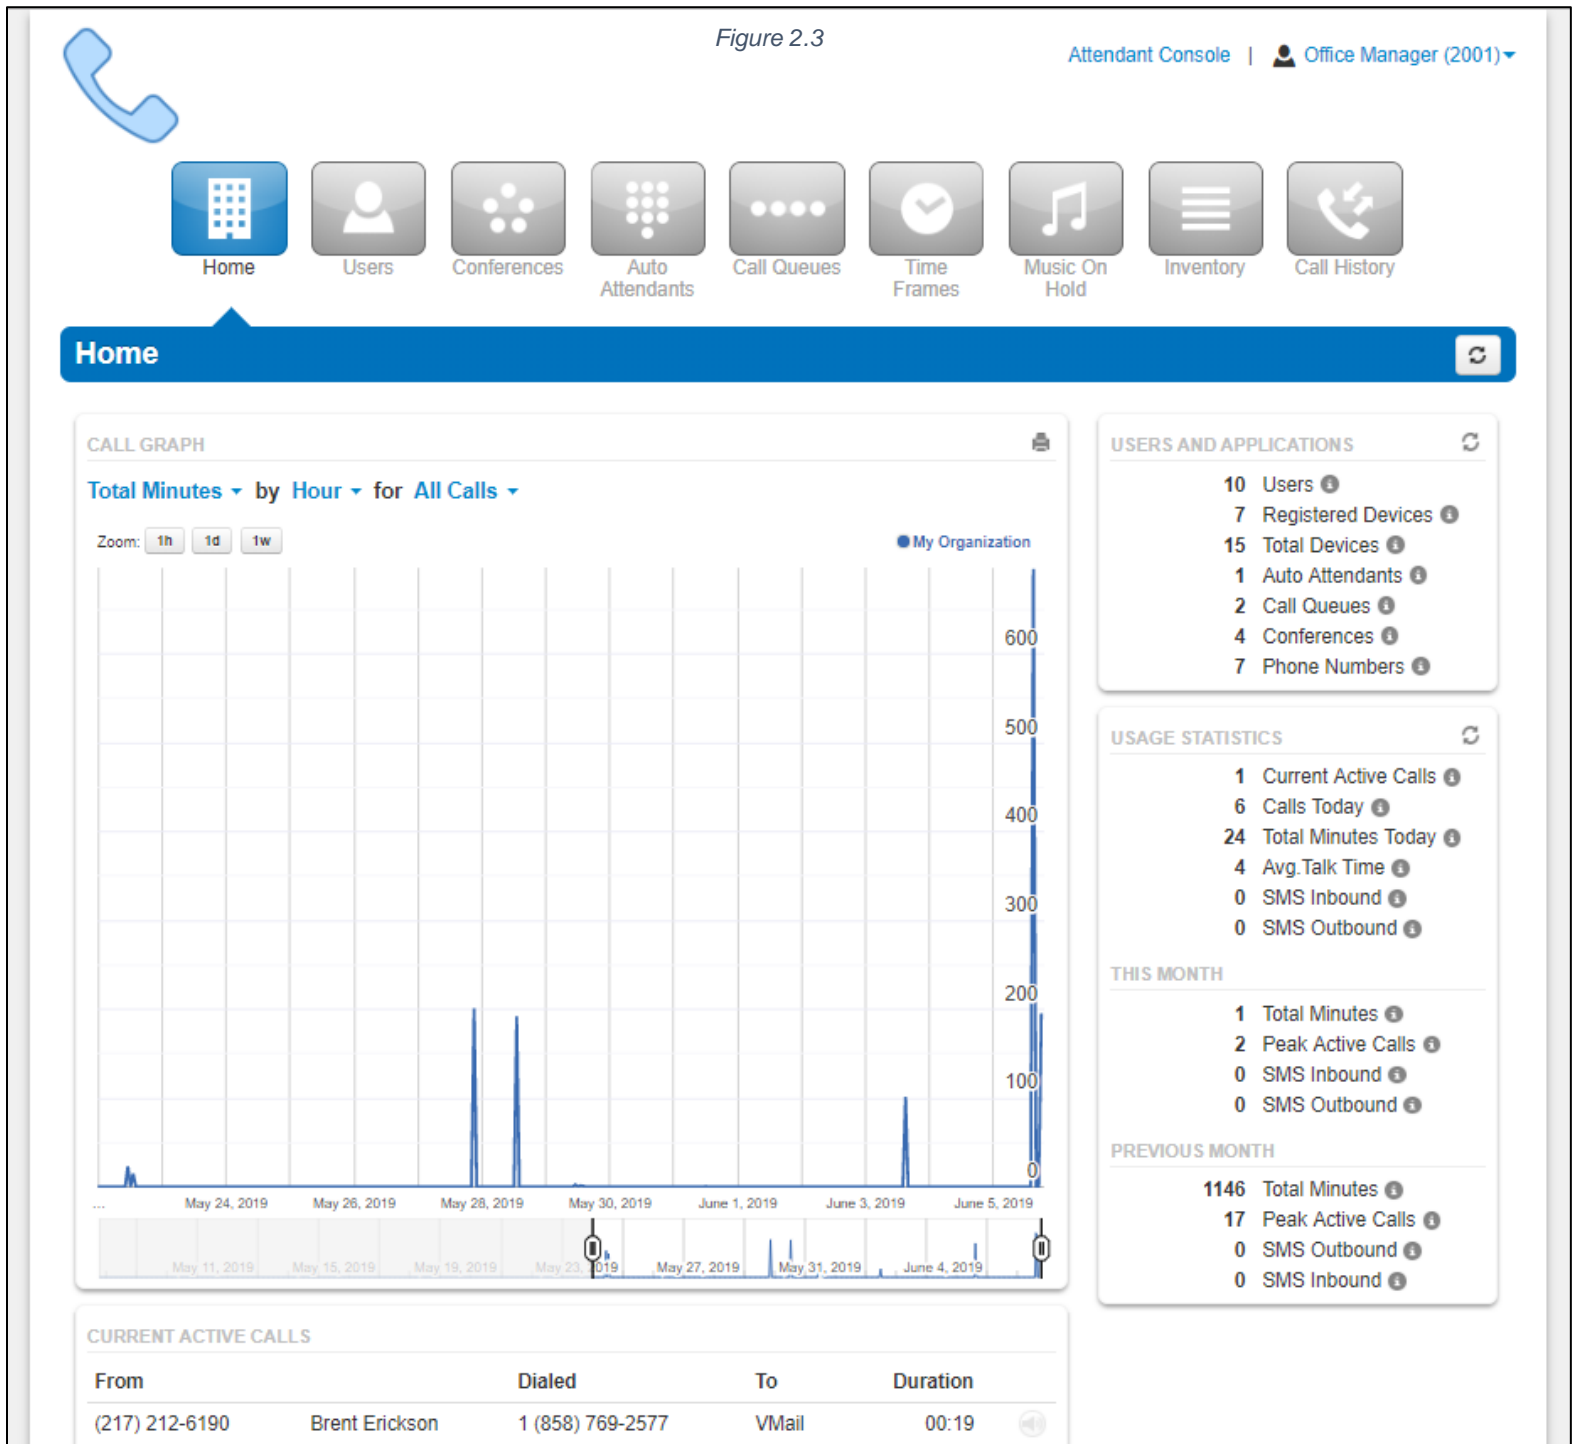 Figure 2.3
Attendant Console | Office Manager (2001)
Home
Users
Conferences
Auto
Attendants
Call Queues
Time
Frames
Music On
Hold
Inventory
Call History
Home
CALL GRAPH
Total Minutes by Hour for All Calls
Zoom: 1h 1d 1w
My Organization
600
500
400
300
200
100
0
... May 24, 2019 May 26, 2019 May 28, 2019 May 30, 2019 June 1, 2019 June 3, 2019 June 5, 2019
May 11, 2019 May 15, 2019 May 19, 2019 May 23, 2019 May 27, 2019 May 31, 2019 June 4, 2019
CURRENT ACTIVE CALLS
From Dialed To Duration
(217) 212-6190 Brent Erickson 1 (858) 769-2577 VMail 00:19
USERS AND APPLICATIONS
10 Users
7 Registered Devices
15 Total Devices
1 Auto Attendants
2 Call Queues
4 Conferences
7 Phone Numbers
USAGE STATISTICS
1 Current Active Calls
6 Calls Today
24 Total Minutes Today
4 Avg.Talk Time
0 SMS Inbound
0 SMS Outbound
THIS MONTH
1 Total Minutes
2 Peak Active Calls
0 SMS Inbound
0 SMS Outbound
PREVIOUS MONTH
1146 Total Minutes
17 Peak Active Calls
0 SMS Outbound
0 SMS Inbound